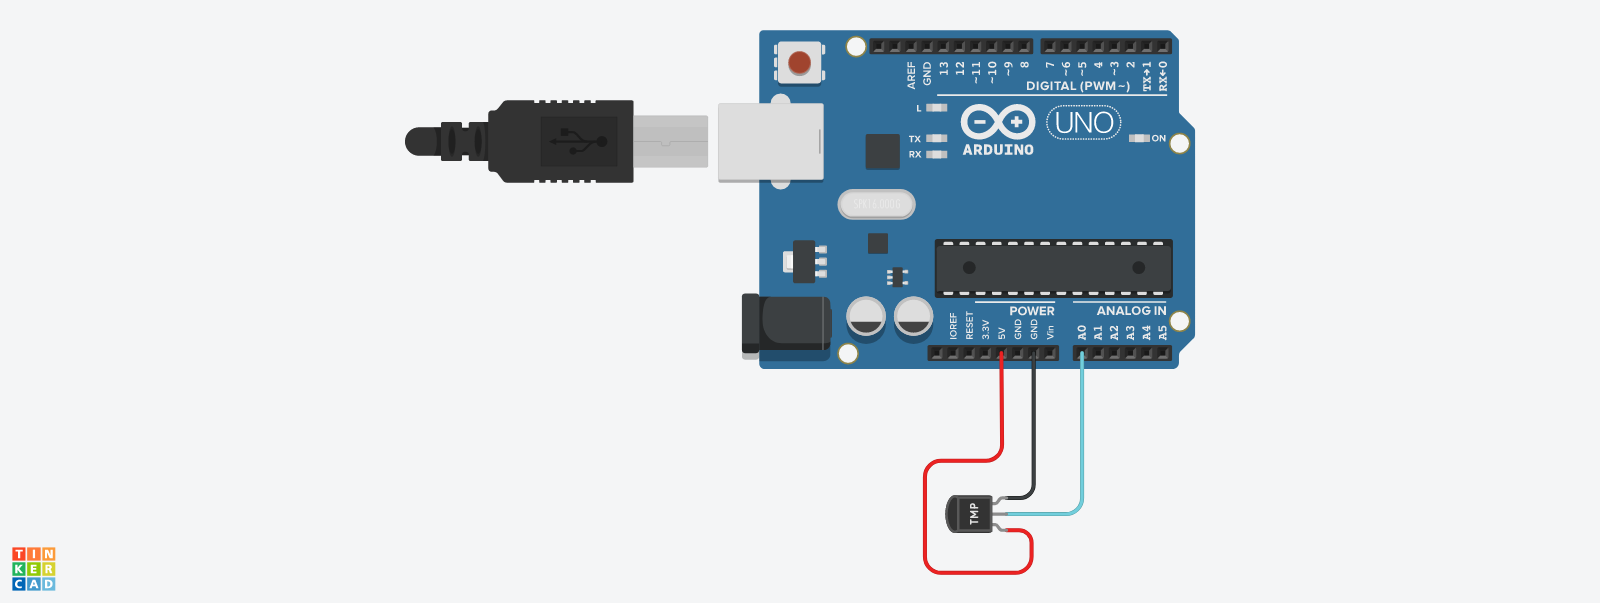 AREF
GND
13
12
~11
~10
~9
8
7
~6
~5
4
~3
2
TX→1
RX←0
DIGITAL (PWM~)
L
TX
RX
ARDUINO
UNO
ON
POWER
ANALOG IN
IOREF
RESET
3.3V
5V
GND
GND
Vin
A0
A1
A2
A3
A4
A5
TMP
TIN
KER
CAD